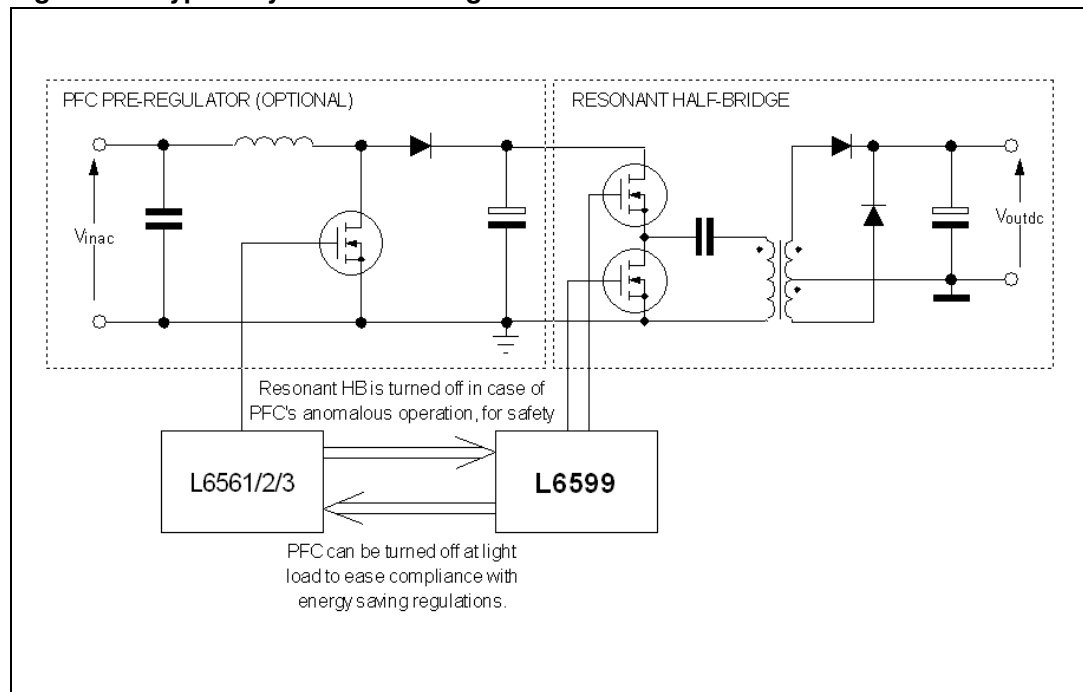 PFC PRE-REGULATOR (OPTIONAL)
RESONANT HALF-BRIDGE
Vinac
Voutdc
Resonant HB is turned off in case of
PFC's anomalous operation, for safety
L6561/2/3
L6599
PFC can be turned off at light
load to ease compliance with
energy saving regulations.